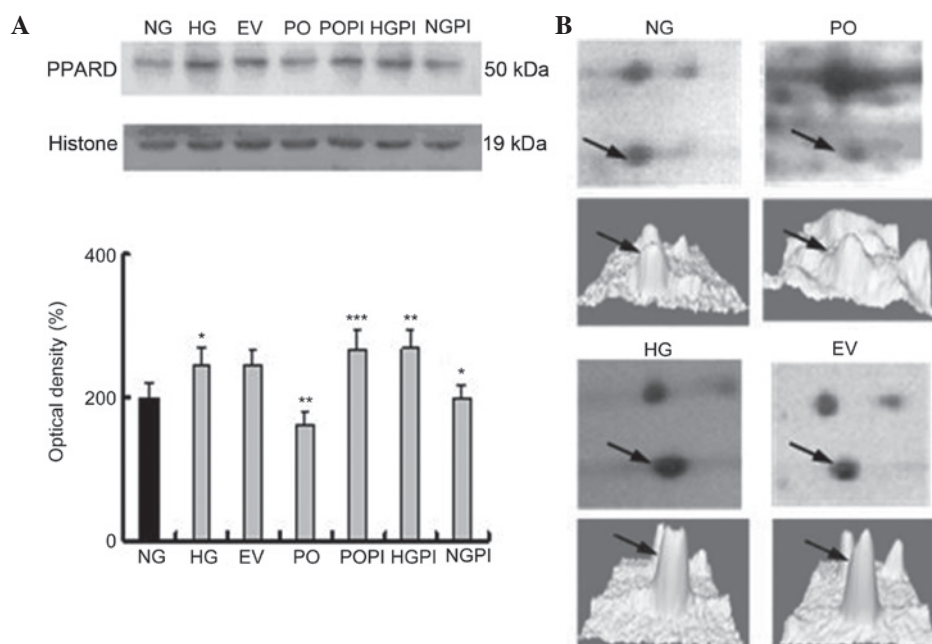 A
NG HG EV PO POPI HGPI NGPI
PPARD 50 kDa
Histone 19 kDa
400
200
0
Optical density (%)
* ** *** ** *
NG HG EV PO POPI HGPI NGPI
B
NG PO
HG EV